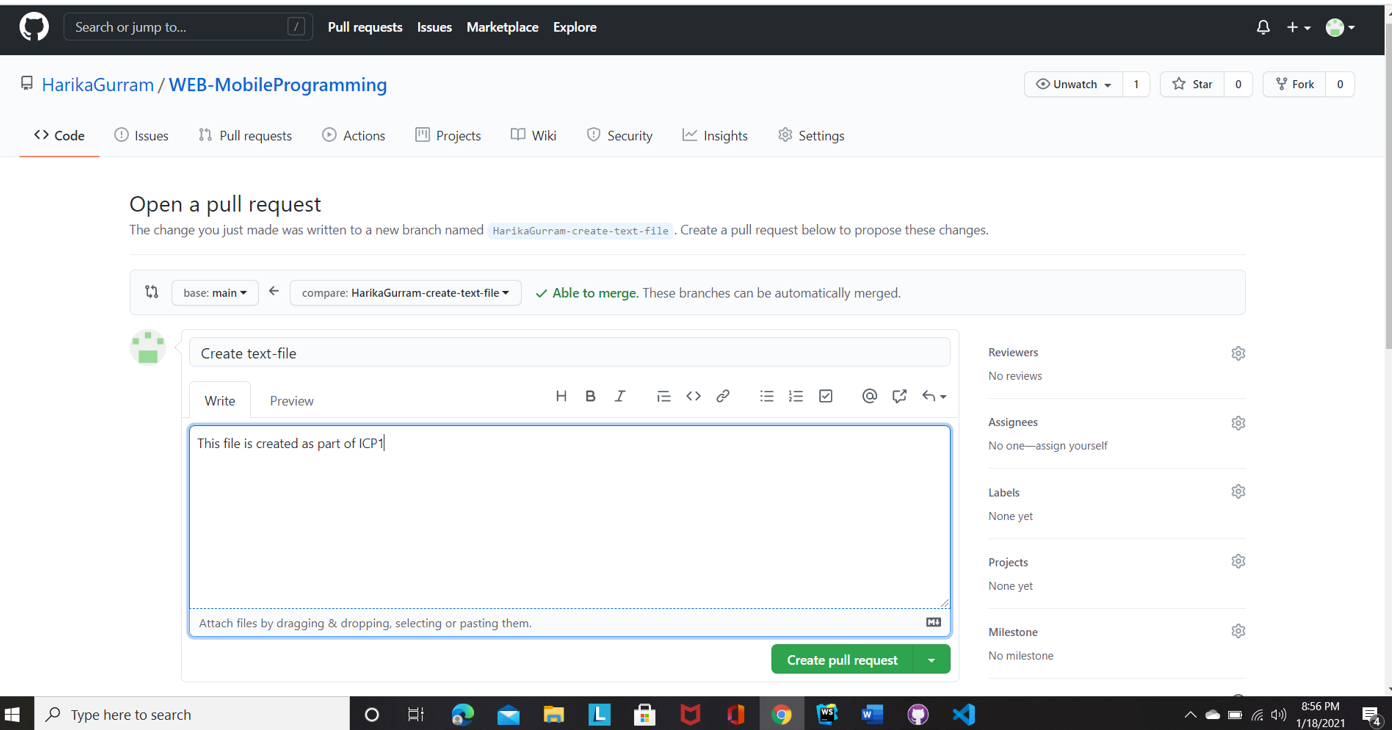 Search or jump to... /
Pull requests Issues Marketplace Explore
HarikaGurram / WEB-MobileProgramming
Unwatch 1 Star 0 Fork 0
Code Issues Pull requests Actions Projects Wiki Security Insights Settings
Open a pull request
The change you just made was written to a new branch named HarikaGurram-create-text-file . Create a pull request below to propose these changes.
base: main compare: HarikaGurram-create-text-file Able to merge. These branches can be automatically merged.
Create text-file
Write Preview
This file is created as part of ICP1
Attach files by dragging & dropping, selecting or pasting them.
Create pull request
Reviewers
No reviews
Assignees
No one—assign yourself
Labels
None yet
Projects
None yet
Milestone
No milestone
Type here to search
8:56 PM
1/18/2021
4